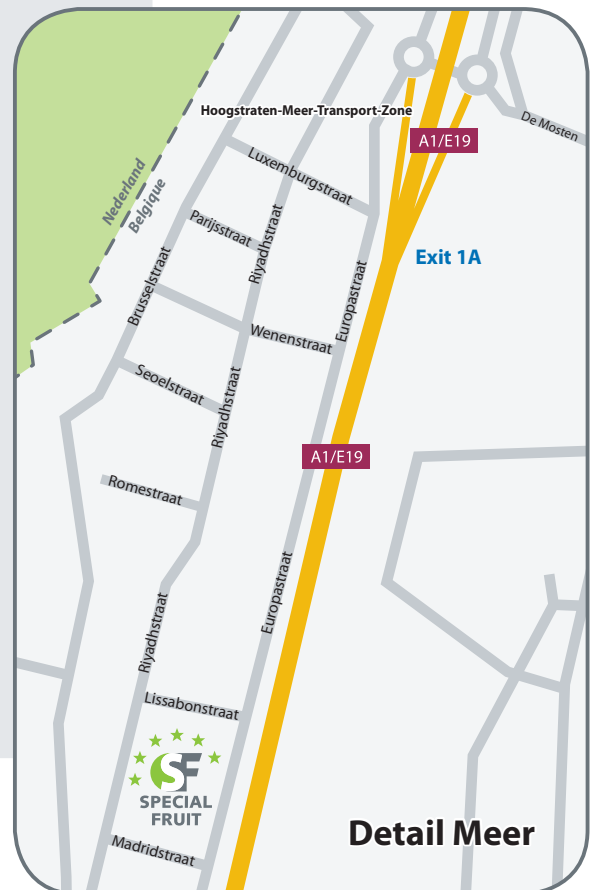 Hoogstraten-Meer-Transport-Zone
De Mosten
A1/E19
Luxemburgstraat
Nederland
Belgique
Parijsstraat
Riyadhstraat
Exit 1A
Brusselstraat
Europastraat
Wenenstraat
Seoelstraat
Riyadhstraat
A1/E19
Romestraat
Europastraat
Riyadhstraat
Lissabonstraat
SF
SPECIAL
FRUIT
Detail Meer
Madridstraat